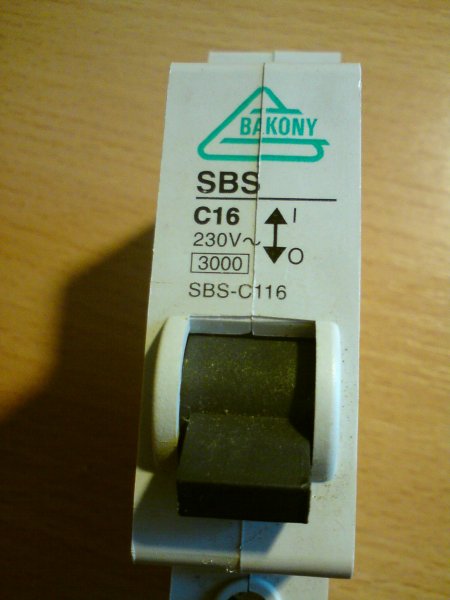 BAKONY
SBS
C16 I
230V~ O
3000
SBS-C116